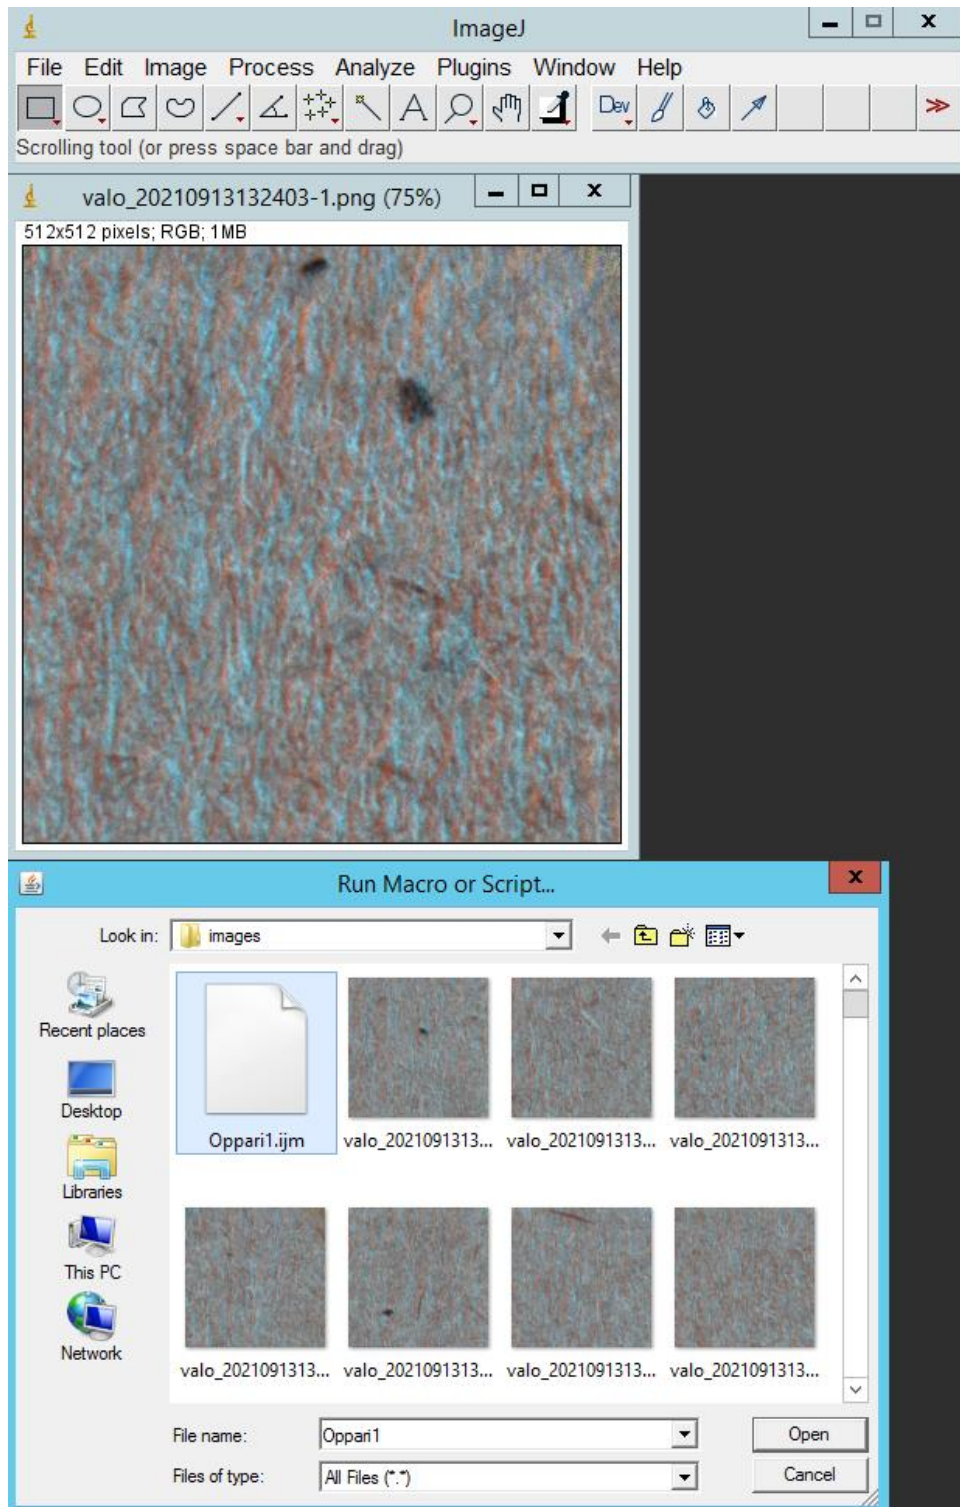 ImageJ
File Edit Image Process Analyze Plugins Window Help
A Dev
Scrolling tool (or press space bar and drag)
valo_20210913132403-1.png (75%)
512x512 pixels; RGB; 1MB
Run Macro or Script...
Look in: images
Recent places
Desktop
Libraries
This PC
Network
Oppari1.ijm valo_2021091313... valo_2021091313... valo_2021091313...
valo_2021091313... valo_2021091313... valo_2021091313... valo_2021091313...
File name: Oppari1 Open
Files of type: All Files (*.*) Cancel